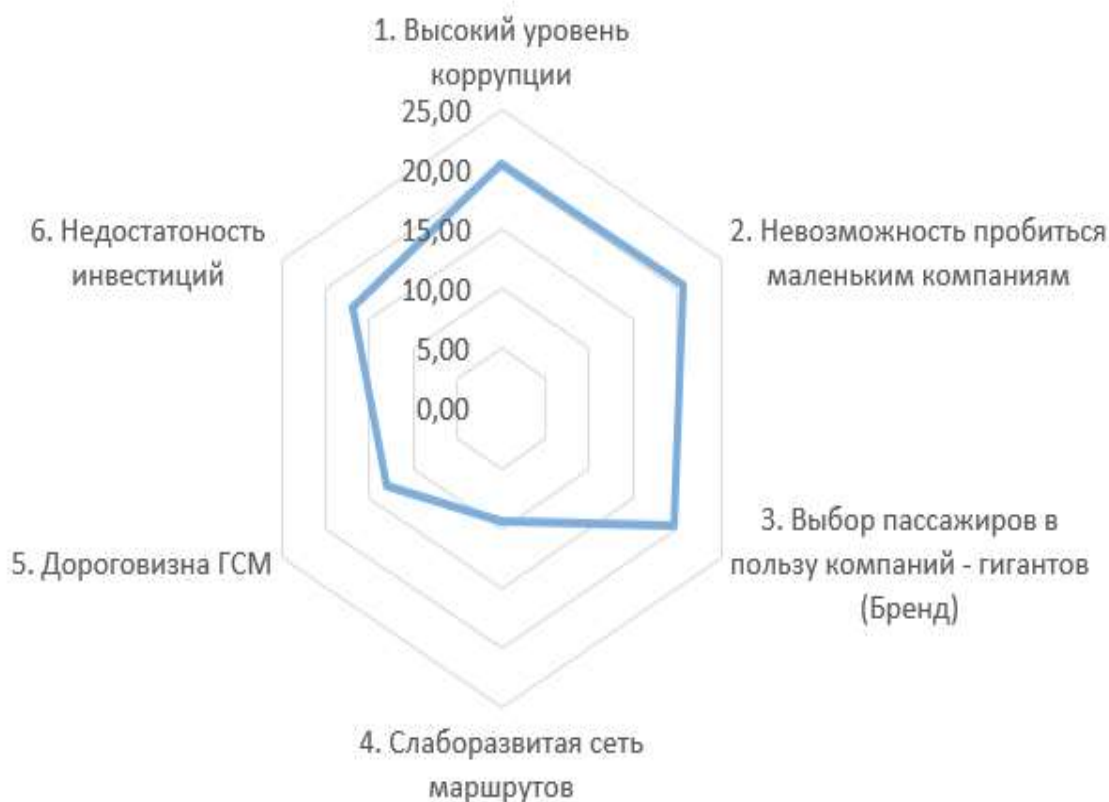 1. Высокий уровень
коррупции
25,00
20,00
15,00
10,00
5,00
0,00
2. Невозможность пробиться
маленьким компаниям
3. Выбор пассажиров в
пользу компаний - гигантов
(Бренд)
4. Слаборазвитая сеть
маршрутов
5. Дороговизна ГСМ
6. Недостатоность
инвестиций